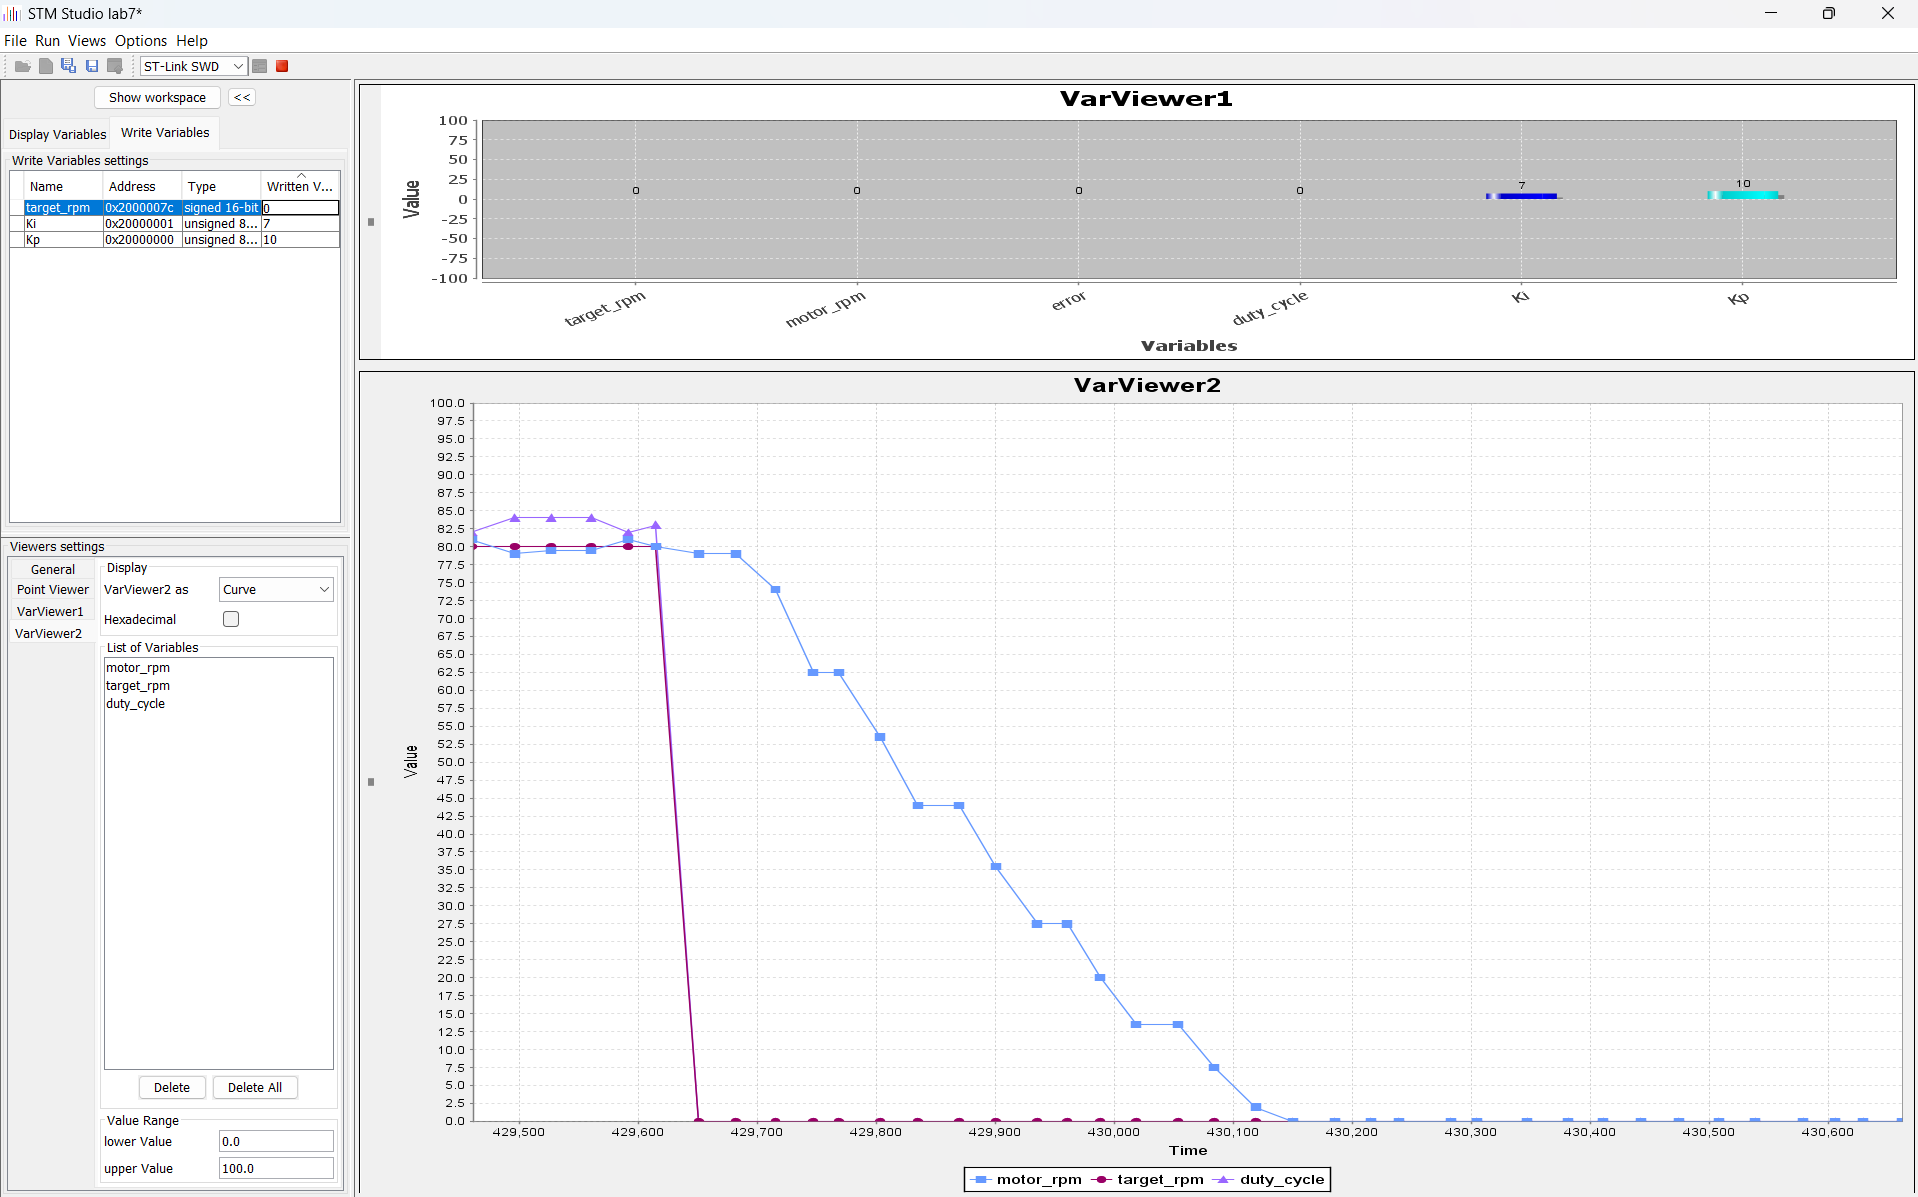 STM Studio lab7*
File Run Views Options Help
ST-Link SWD
Show workspace <<
Display Variables Write Variables
Write Variables settings
Name Address Type Written V...
target_rpm 0x2000007c signed 16-bit 0
Ki 0x20000001 unsigned 8... 7
Kp 0x20000000 unsigned 8... 10
Viewers settings
General
Point Viewer
VarViewer1
VarViewer2
Display
VarViewer2 as Curve
Hexadecimal
List of Variables
motor_rpm
target_rpm
duty_cycle
Delete Delete All
Value Range
lower Value 0.0
upper Value 100.0
VarViewer1
Value
100
75
50
25
0
-25
-50
-75
-100
0 0 0 0 7 10
target_rpm motor_rpm error duty_cycle Ki Kp
Variables
VarViewer2
Value
100.0
97.5
95.0
92.5
90.0
87.5
85.0
82.5
80.0
77.5
75.0
72.5
70.0
67.5
65.0
62.5
60.0
57.5
55.0
52.5
50.0
47.5
45.0
42.5
40.0
37.5
35.0
32.5
30.0
27.5
25.0
22.5
20.0
17.5
15.0
12.5
10.0
7.5
5.0
2.5
0.0
429,500 429,600 429,700 429,800 429,900 430,000 430,100 430,200 430,300 430,400 430,500 430,600
Time
motor_rpm target_rpm duty_cycle